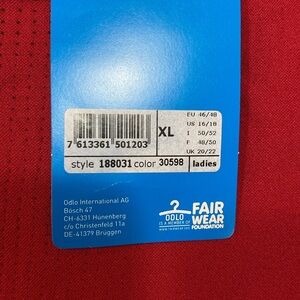 EU 46/48
US 16/18
I 50/52
F 48/50
UK 20/22
XL
7 613361 501203
style 188031 color 30598 ladies
Odlo International AG
Bösch 47
CH-6331 Hünenberg
c/o Christenfeld 11a
DE-41379 Brüggen
ODLO
IS A MEMBER OF
FAIR
WEAR
FOUNDATION